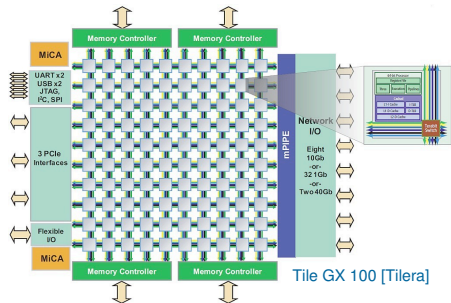 Memory Controller
Memory Controller
MiCA
UART x2
USB x2
JTAG,
I²C, SPI
3 PCIe
Interfaces
Flexible
I/O
MiCA
mPIPE
Network
I/O
Eight
10Gb
-or-
32 1Gb
-or-
Two 40Gb
Memory Controller
Memory Controller
Tile GX 100 [Tilera]